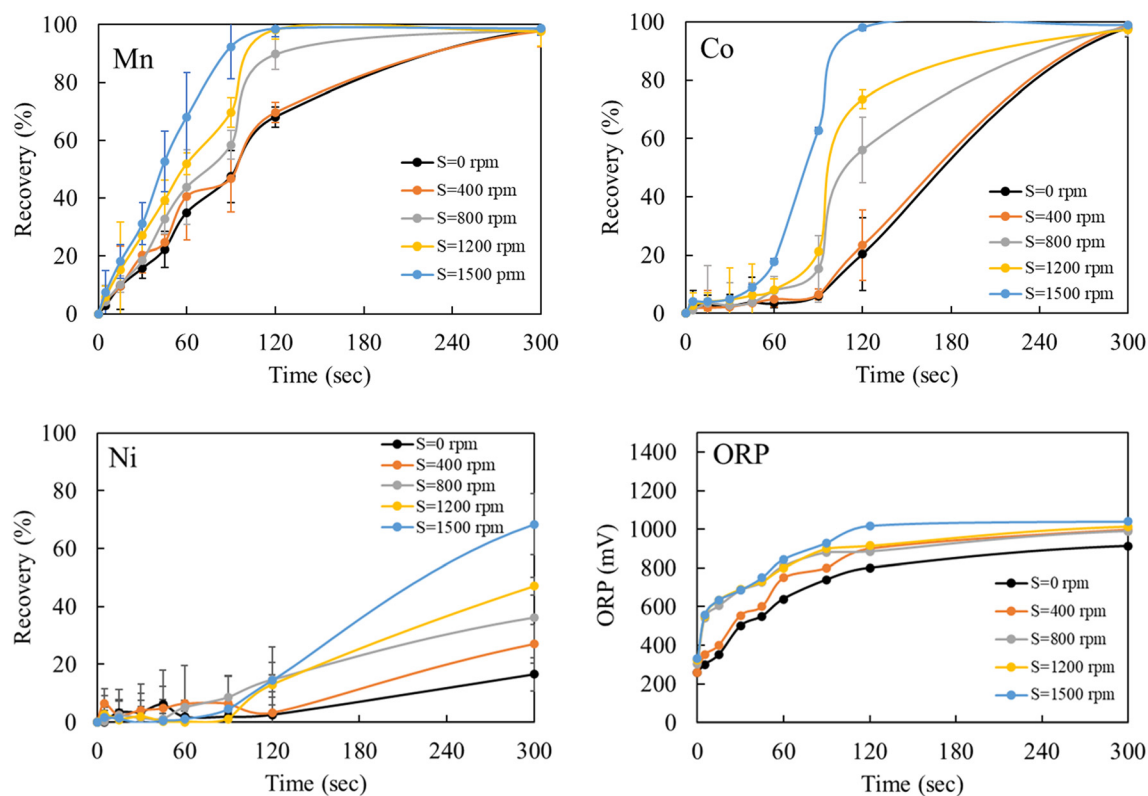 Mn
100
80
60
40
20
0
Recovery (%)
S=0 rpm
S=400 rpm
S=800 rpm
S=1200 rpm
S=1500 prm
0 60 120 180 240 300
Time (sec)
Co
100
80
60
40
20
0
Recovery (%)
S=0 rpm
S=400 rpm
S=800 rpm
S=1200 rpm
S=1500 rpm
0 60 120 180 240 300
Time (sec)
Ni
100
80
60
40
20
0
Recovery (%)
S=0 rpm
S=400 rpm
S=800 rpm
S=1200 rpm
S=1500 rpm
0 60 120 180 240 300
Time (sec)
ORP
1400
1200
1000
800
600
400
200
0
ORP (mV)
S=0 rpm
S=400 rpm
S=800 rpm
S=1200 rpm
S=1500 rpm
0 60 120 180 240 300
Time (sec)